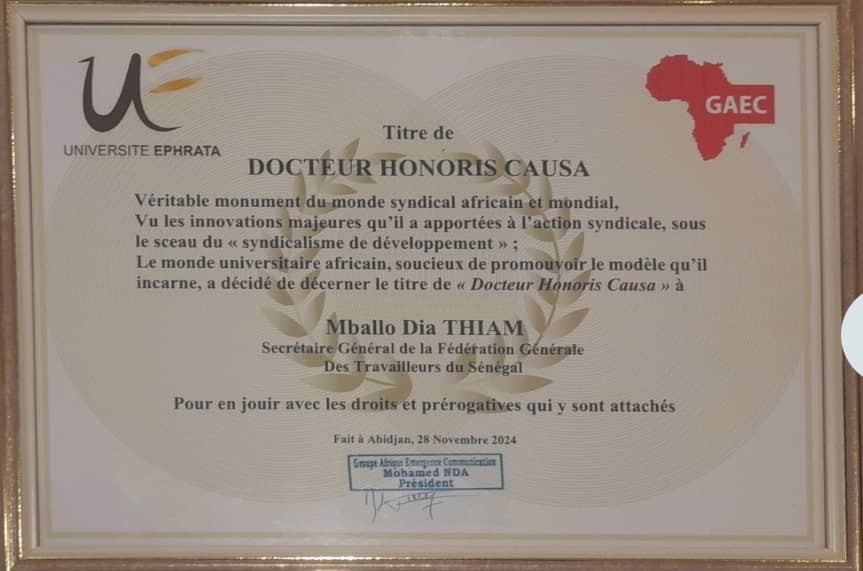 UE
UNIVERSITE EPHRATA
GAEC
Titre de
DOCTEUR HONORIS CAUSA
Véritable monument du monde syndical africain et mondial,
Vu les innovations majeures qu'il a apportées à l'action syndicale, sous
le sceau du « syndicalisme de développement » ;
Le monde universitaire africain, soucieux de promouvoir le modèle qu'il
incarne, a décidé de décerner le titre de « Docteur Honoris Causa » à
Mballo Dia THIAM
Secrétaire Général de la Fédération Générale
Des Travailleurs du Sénégal
Pour en jouir avec les droits et prérogatives qui y sont attachés
Fait à Abidjan, 28 Novembre 2024
Groupe Afrique Emergence Communication
Mohamed NDA
Président